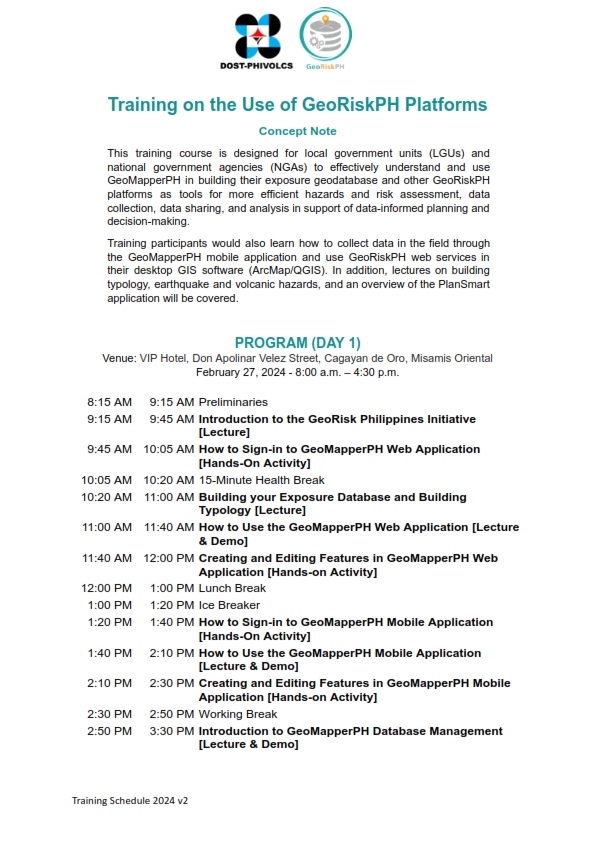 DOST-PHIVOLCS
GeoRiskPH
Training on the Use of GeoRiskPH Platforms
Concept Note
This training course is designed for local government units (LGUs) and
national government agencies (NGAs) to effectively understand and use
GeoMapperPH in building their exposure geodatabase and other GeoRiskPH
platforms as tools for more efficient hazards and risk assessment, data
collection, data sharing, and analysis in support of data-informed planning and
decision-making.
Training participants would also learn how to collect data in the field through
the GeoMapperPH mobile application and use GeoRiskPH web services in
their desktop GIS software (ArcMap/QGIS). In addition, lectures on building
typology, earthquake and volcanic hazards, and an overview of the PlanSmart
application will be covered.
PROGRAM (DAY 1)
Venue: VIP Hotel, Don Apolinar Velez Street, Cagayan de Oro, Misamis Oriental
February 27, 2024 - 8:00 a.m. – 4:30 p.m.
8:15 AM 9:15 AM Preliminaries
9:15 AM 9:45 AM Introduction to the GeoRisk Philippines Initiative
[Lecture]
9:45 AM 10:05 AM How to Sign-in to GeoMapperPH Web Application
[Hands-On Activity]
10:05 AM 10:20 AM 15-Minute Health Break
10:20 AM 11:00 AM Building your Exposure Database and Building
Typology [Lecture]
11:00 AM 11:40 AM How to Use the GeoMapperPH Web Application [Lecture
& Demo]
11:40 AM 12:00 PM Creating and Editing Features in GeoMapperPH Web
Application [Hands-on Activity]
12:00 PM 1:00 PM Lunch Break
1:00 PM 1:20 PM Ice Breaker
1:20 PM 1:40 PM How to Sign-in to GeoMapperPH Mobile Application
[Hands-On Activity]
1:40 PM 2:10 PM How to Use the GeoMapperPH Mobile Application
[Lecture & Demo]
2:10 PM 2:30 PM Creating and Editing Features in GeoMapperPH Mobile
Application [Hands-on Activity]
2:30 PM 2:50 PM Working Break
2:50 PM 3:30 PM Introduction to GeoMapperPH Database Management
[Lecture & Demo]
Training Schedule 2024 v2